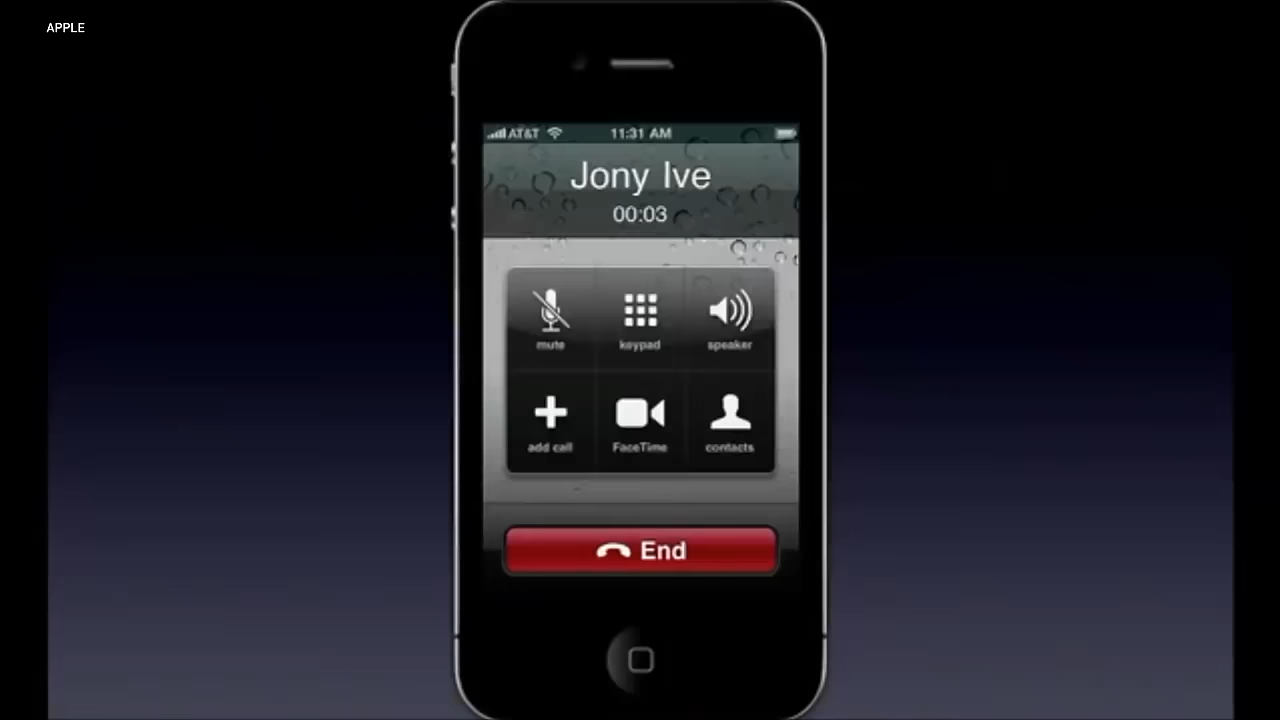 APPLE
AT&T 11:31 AM
Jony Ive
00:03
mute keypad speaker
add call FaceTime contacts
End